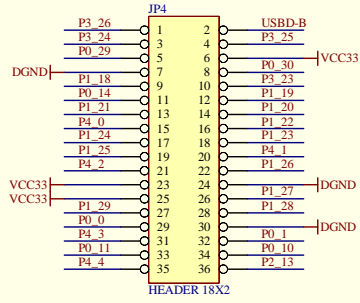 JP4
P3_26 1 2 USBD-B
P3_24 3 4 P3_25
P0_29 5 6 VCC33
DGND 7 8 P0_30
P1_18 9 10 P3_23
P0_14 11 12 P1_19
P1_21 13 14 P1_20
P4_0 15 16 P1_22
P1_24 17 18 P1_23
P1_25 19 20 P4_1
P4_2 21 22 P1_26
VCC33 23 24 DGND
VCC33 25 26 P1_27
P1_29 27 28 P1_28
P0_0 29 30 DGND
P4_3 31 32 P0_1
P0_11 33 34 P0_10
P4_4 35 36 P2_13
HEADER 18X2